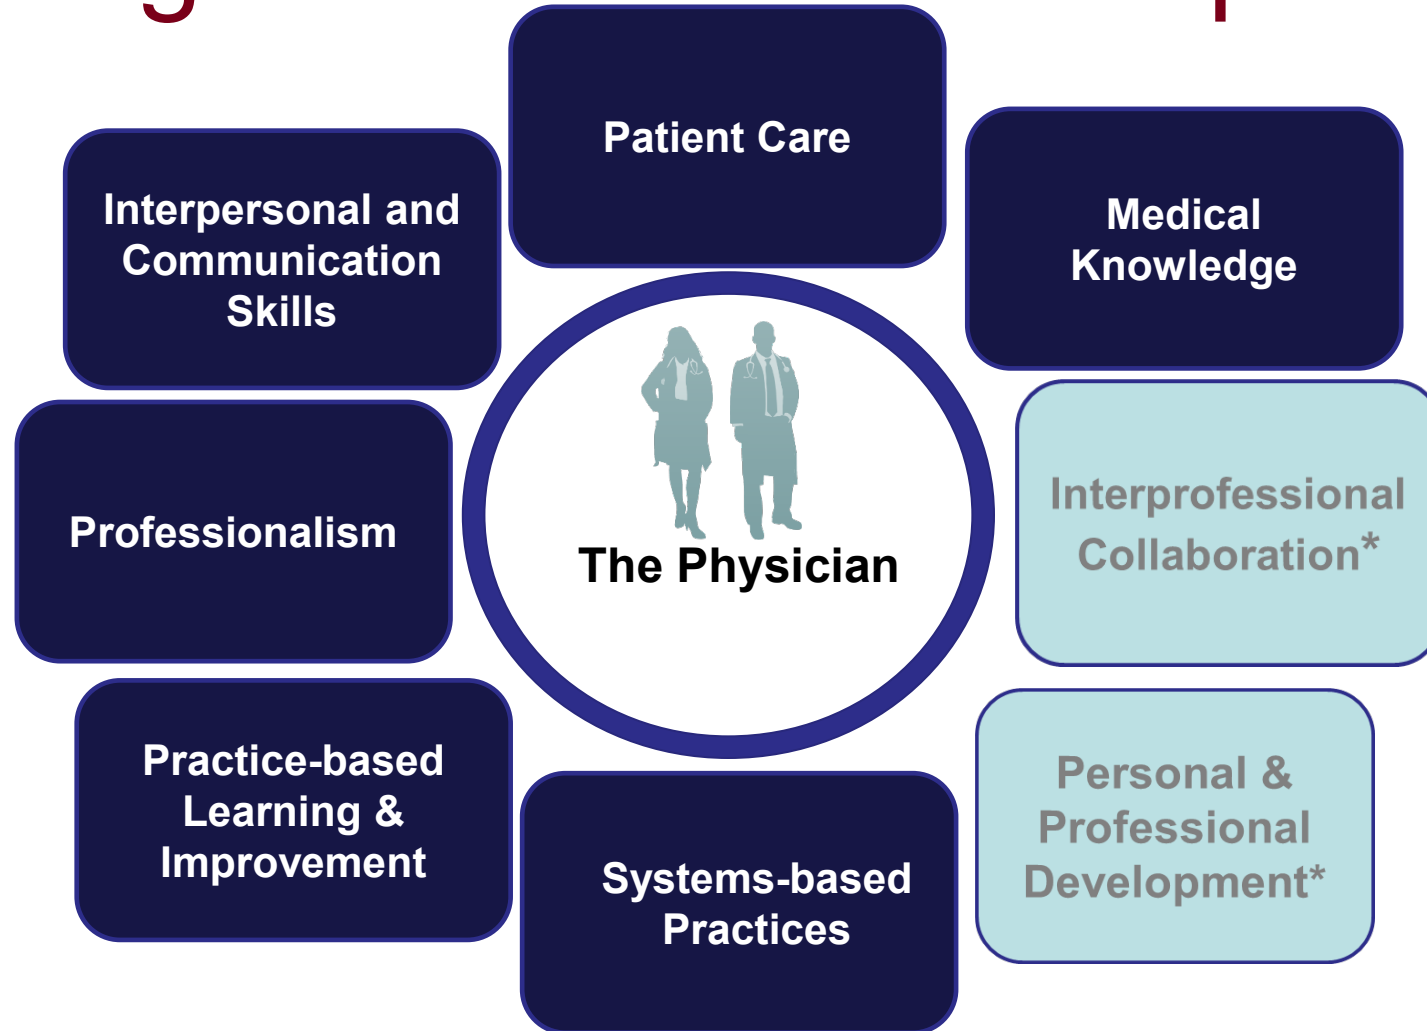 Patient Care
Interpersonal and
Communication
Skills
Medical
Knowledge
Professionalism
The Physician
Interprofessional
Collaboration*
Practice-based
Learning &
Improvement
Systems-based
Practices
Personal &
Professional
Development*